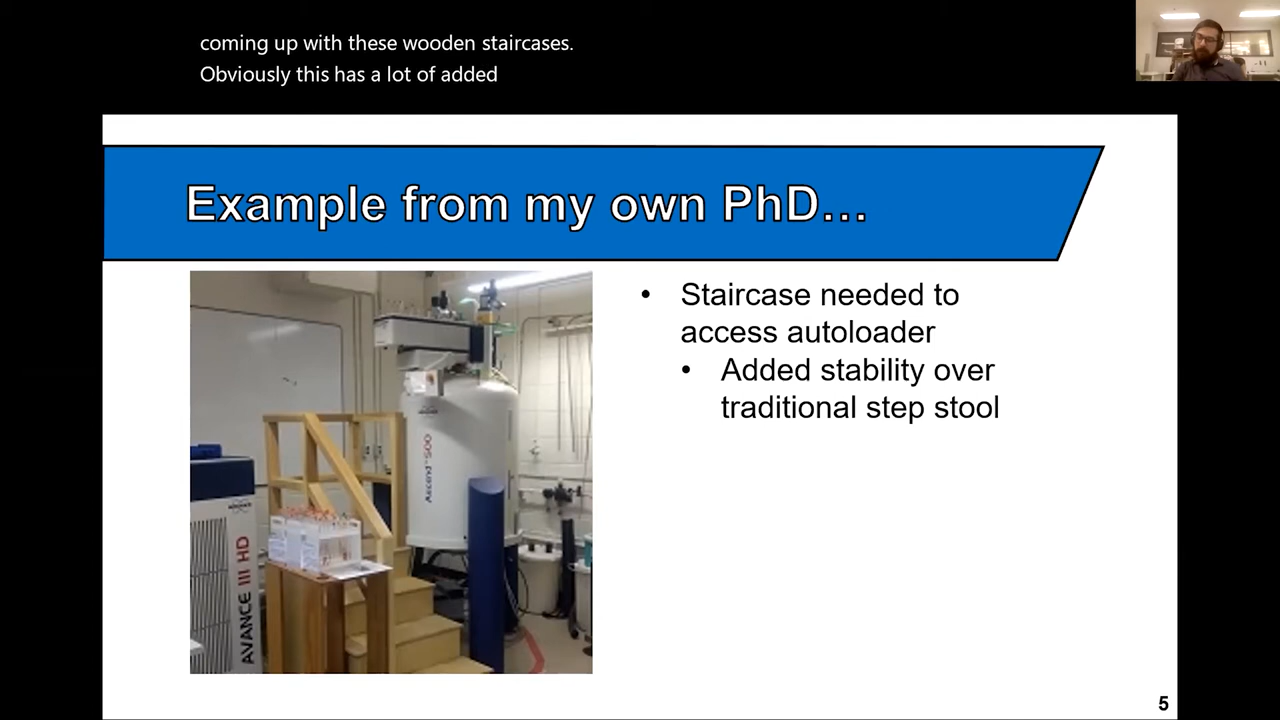 coming up with these wooden staircases.
Obviously this has a lot of added
Example from my own PhD...
• Staircase needed to
access autoloader
• Added stability over
traditional step stool
Ascend 500
AVANCE III HD
5